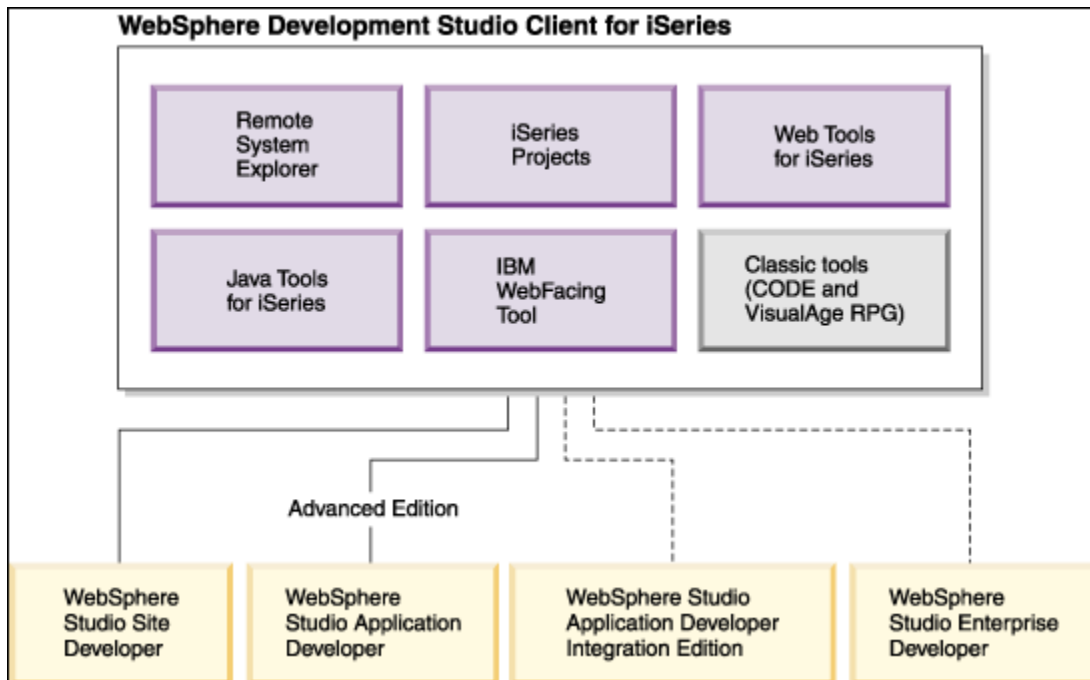 WebSphere Development Studio Client for iSeries
Remote
System
Explorer
iSeries
Projects
Web Tools
for iSeries
Java Tools
for iSeries
IBM
WebFacing
Tool
Classic tools
(CODE and
VisualAge RPG)
Advanced Edition
WebSphere
Studio Site
Developer
WebSphere
Studio Application
Developer
WebSphere Studio
Application Developer
Integration Edition
WebSphere
Studio Enterprise
Developer